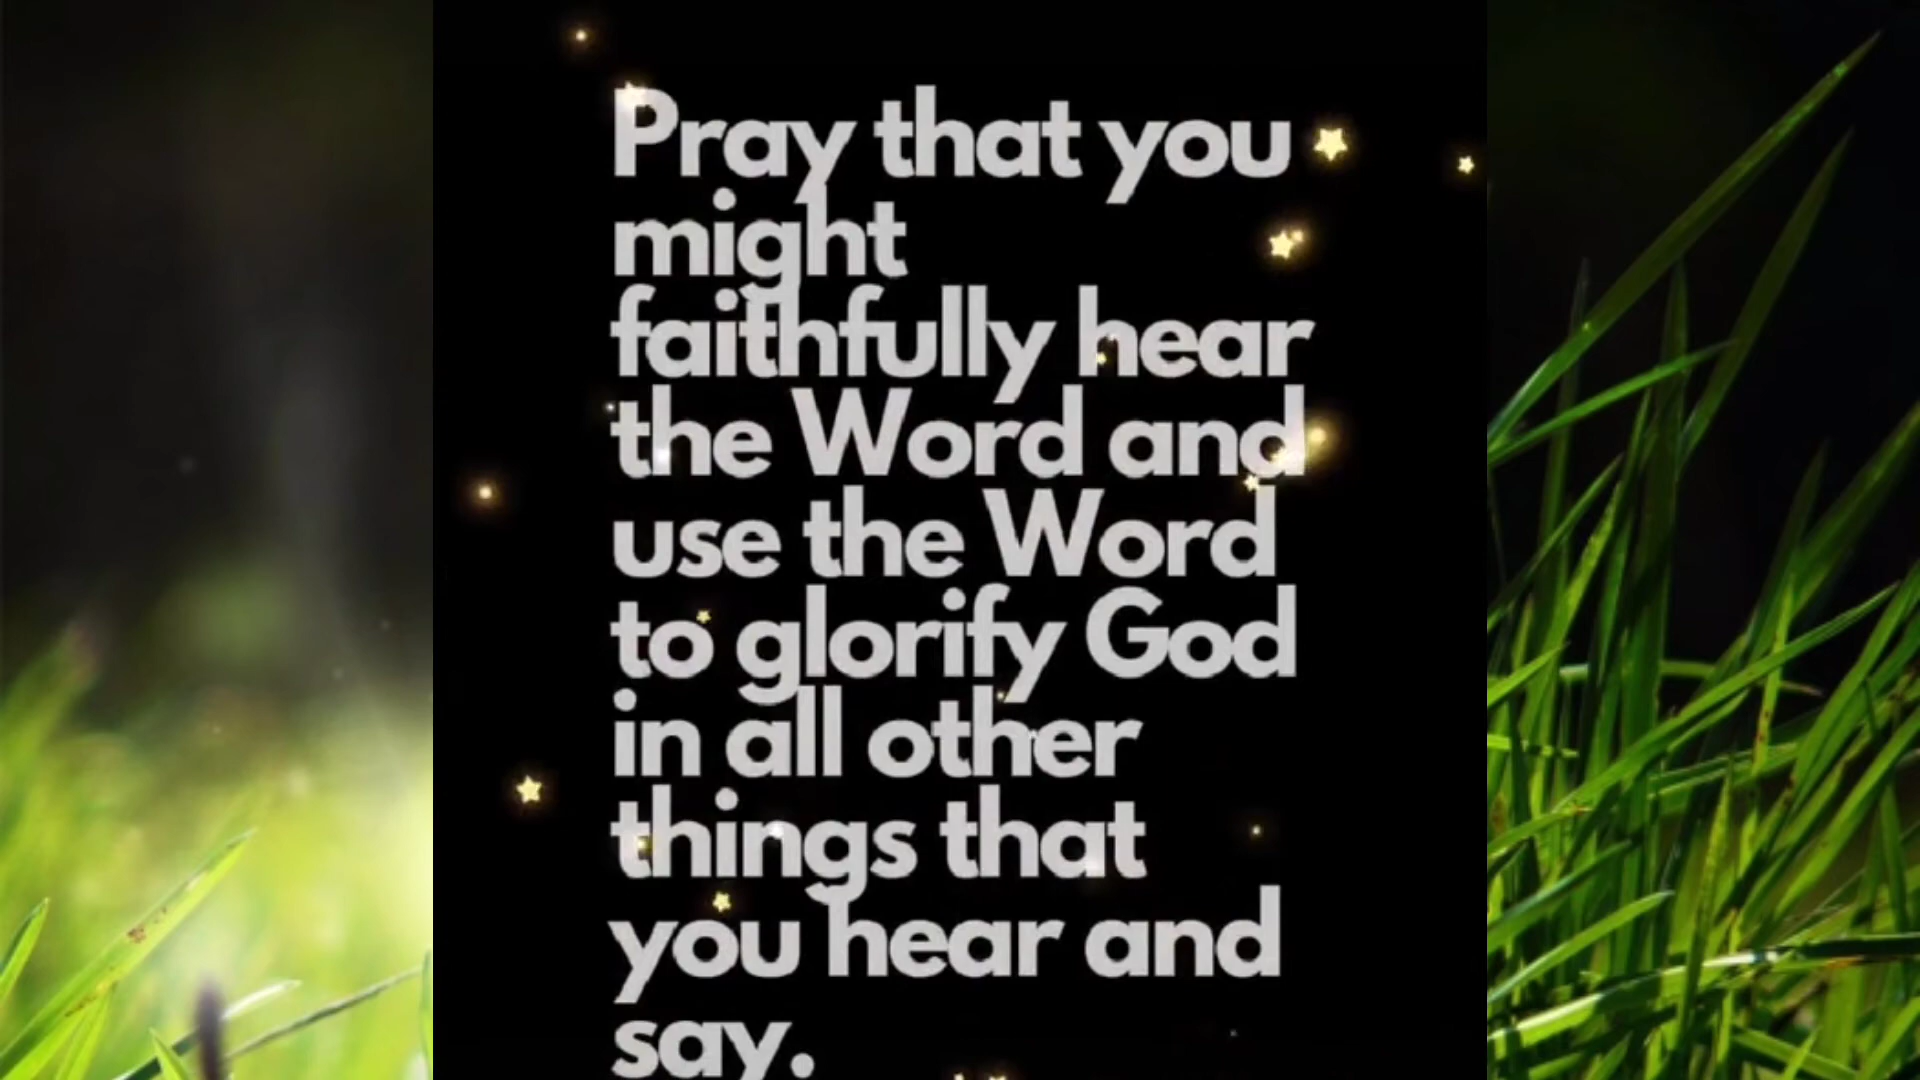 Pray that you
might
faithfully hear
the Word and
use the Word
to glorify God
in all other
things that
you hear and
say.